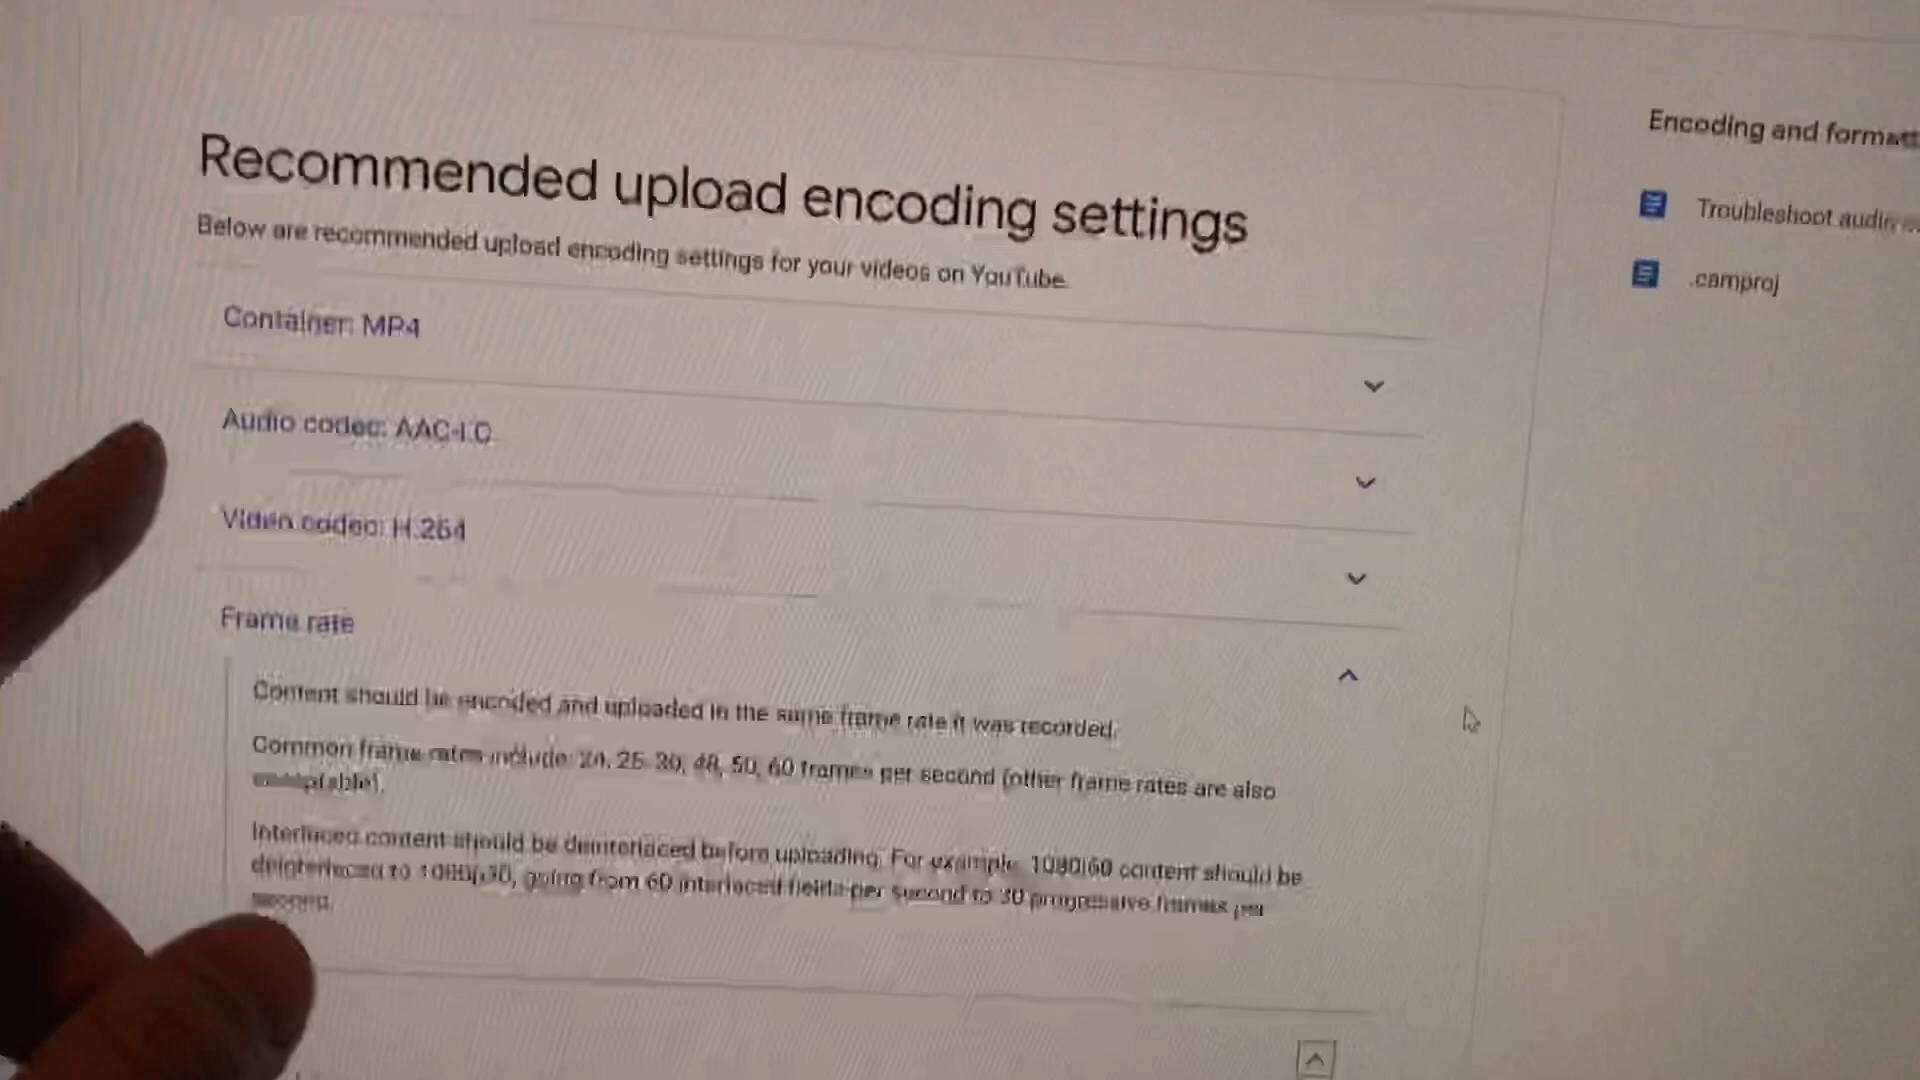 Recommended upload encoding settings
Below are recommended upload encoding settings for your videos on YouTube.
Container: MP4
Audio codec: AAC-LC
Video codec: H.264
Frame rate
Content should be encoded and uploaded in the same frame rate it was recorded.
Common frame rates include: 24, 25, 30, 48, 50, 60 frames per second (other frame rates are also
acceptable).
Interlaced content should be deinterlaced before uploading. For example, 1080i60 content should be
deinterlaced to 1080p30, going from 60 interlaced fields per second to 30 progressive frames per
second.
Encoding and formatt
Troubleshoot audio
.camproj